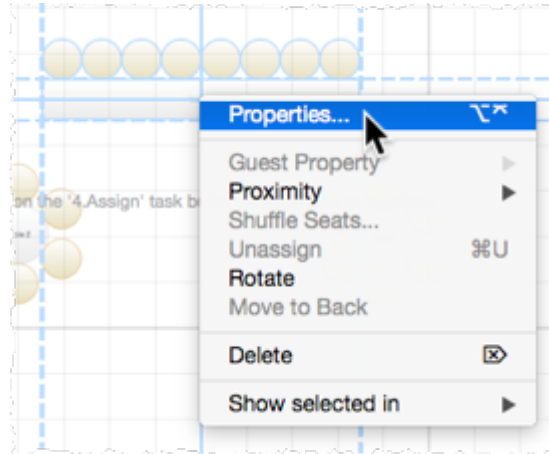 Properties... ⌥⌤
Guest Property ▶
Proximity ▶
on the '4.Assign' task b
Shuffle Seats...
Unassign ⌘U
Rotate
Move to Back
Delete ⌦
Show selected in ▶